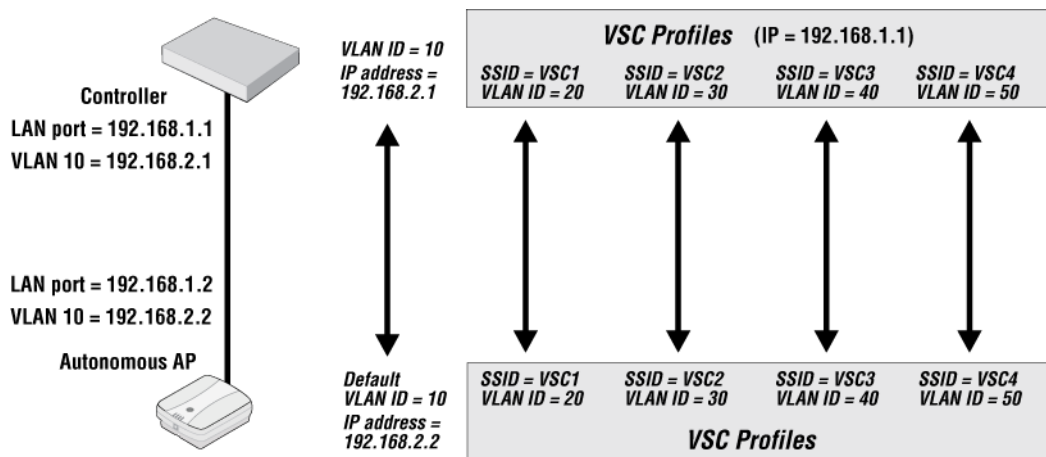 Controller
LAN port = 192.168.1.1
VLAN 10 = 192.168.2.1
LAN port = 192.168.1.2
VLAN 10 = 192.168.2.2
Autonomous AP
VLAN ID = 10
IP address =
192.168.2.1
Default
VLAN ID = 10
IP address =
192.168.2.2
VSC Profiles (IP = 192.168.1.1)
SSID = VSC1
VLAN ID = 20
SSID = VSC2
VLAN ID = 30
SSID = VSC3
VLAN ID = 40
SSID = VSC4
VLAN ID = 50
SSID = VSC1
VLAN ID = 20
SSID = VSC2
VLAN ID = 30
SSID = VSC3
VLAN ID = 40
SSID = VSC4
VLAN ID = 50
VSC Profiles